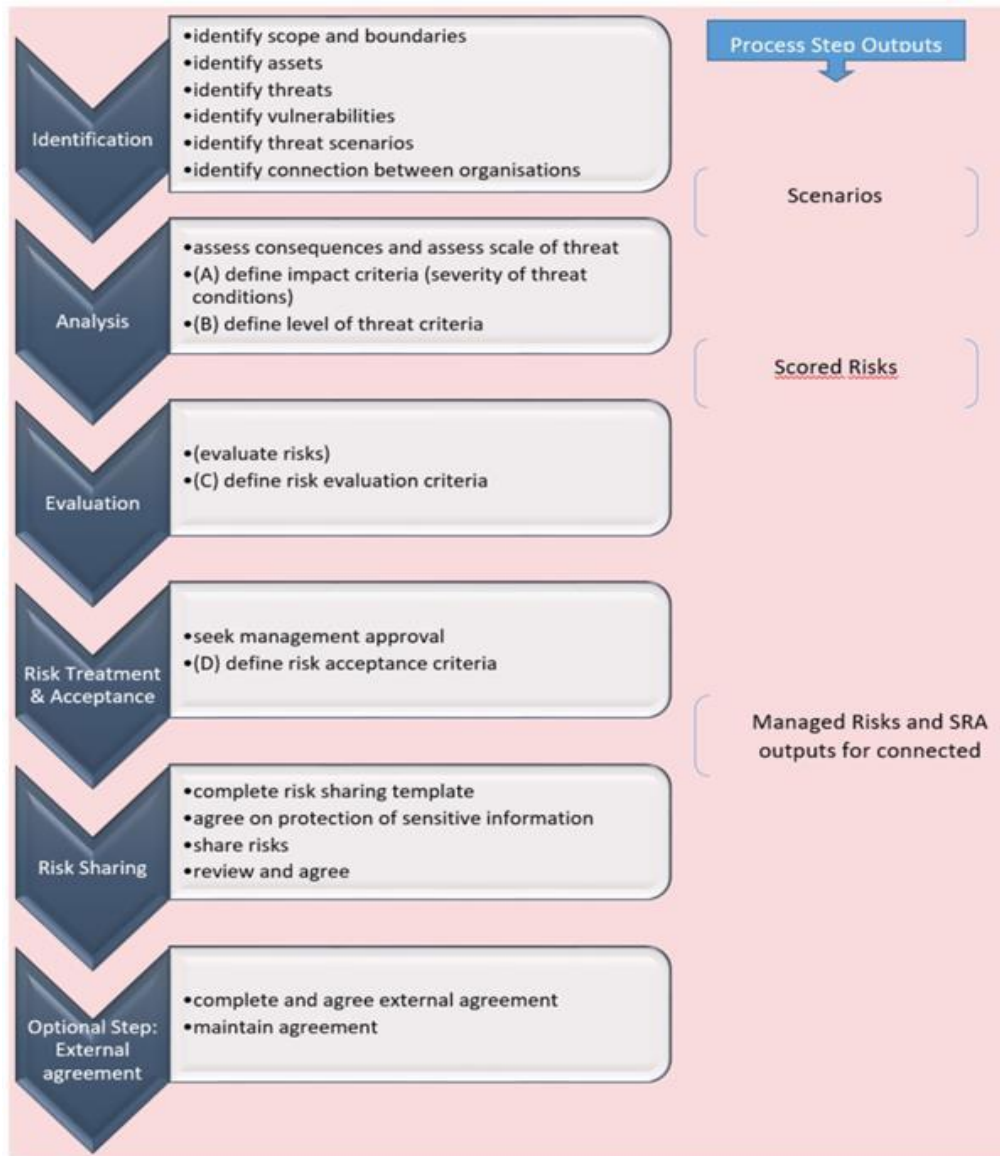 Process Step Outputs
Identification
•identify scope and boundaries
•identify assets
•identify threats
•identify vulnerabilities
•identify threat scenarios
•identify connection between organisations
Scenarios
Analysis
•assess consequences and assess scale of threat
•(A) define impact criteria (severity of threat
conditions)
•(B) define level of threat criteria
Scored Risks
Evaluation
•(evaluate risks)
•(C) define risk evaluation criteria
Risk Treatment
& Acceptance
•seek management approval
•(D) define risk acceptance criteria
Managed Risks and SRA
outputs for connected
Risk Sharing
•complete risk sharing template
•agree on protection of sensitive information
•share risks
•review and agree
Optional Step:
External
agreement
•complete and agree external agreement
•maintain agreement